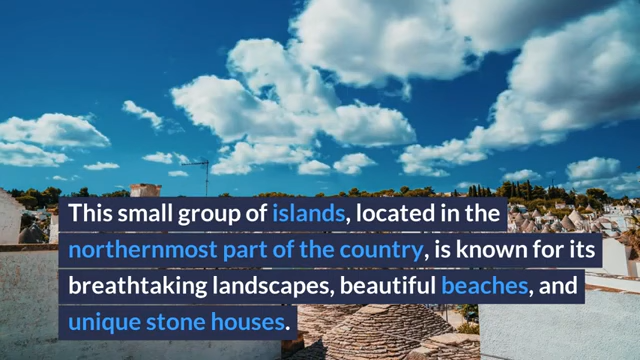 This small group of islands, located in the
northernmost part of the country, is known for its
breathtaking landscapes, beautiful beaches, and
unique stone houses.